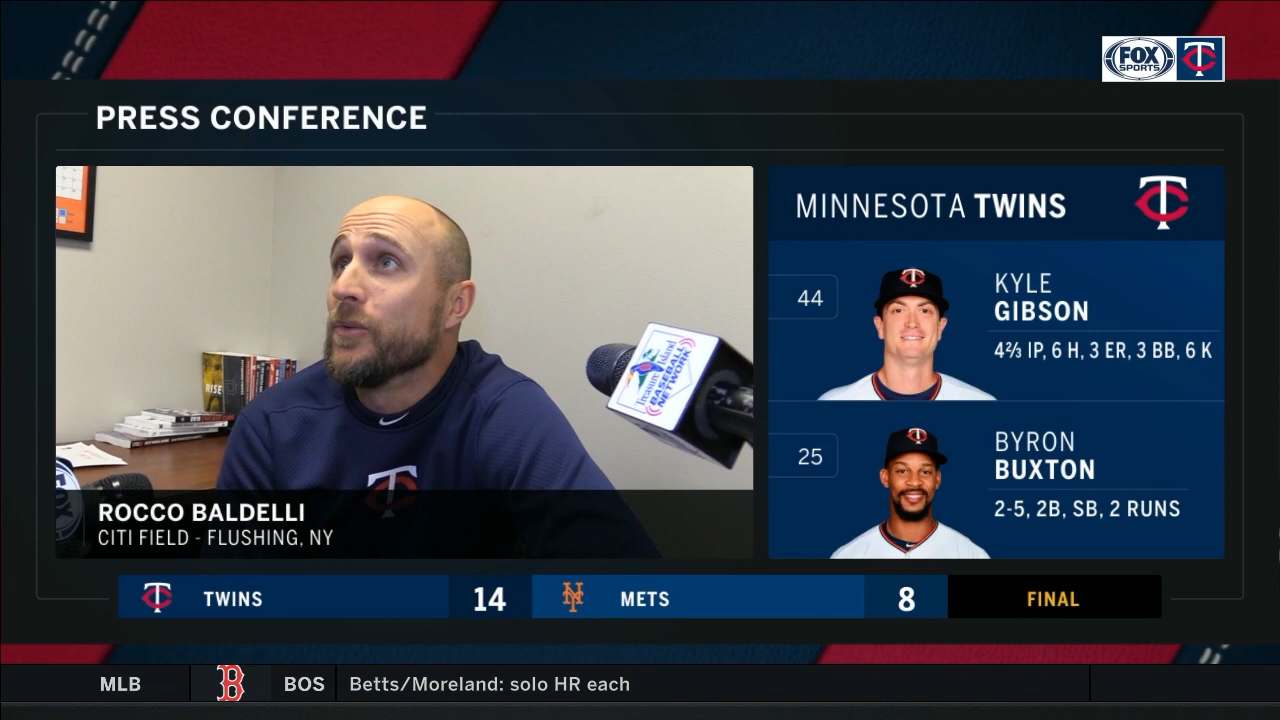 FOX
SPORTS
PRESS CONFERENCE
MINNESOTA TWINS
44
KYLE
GIBSON
4⅔ IP, 6 H, 3 ER, 3 BB, 6 K
RISE
Treasure Island
BASEBALL
NETWORK
25
BYRON
BUXTON
2-5, 2B, SB, 2 RUNS
ROCCO BALDELLI
CITI FIELD - FLUSHING, NY
TWINS 14 METS 8 FINAL
MLB B BOS Betts/Moreland: solo HR each